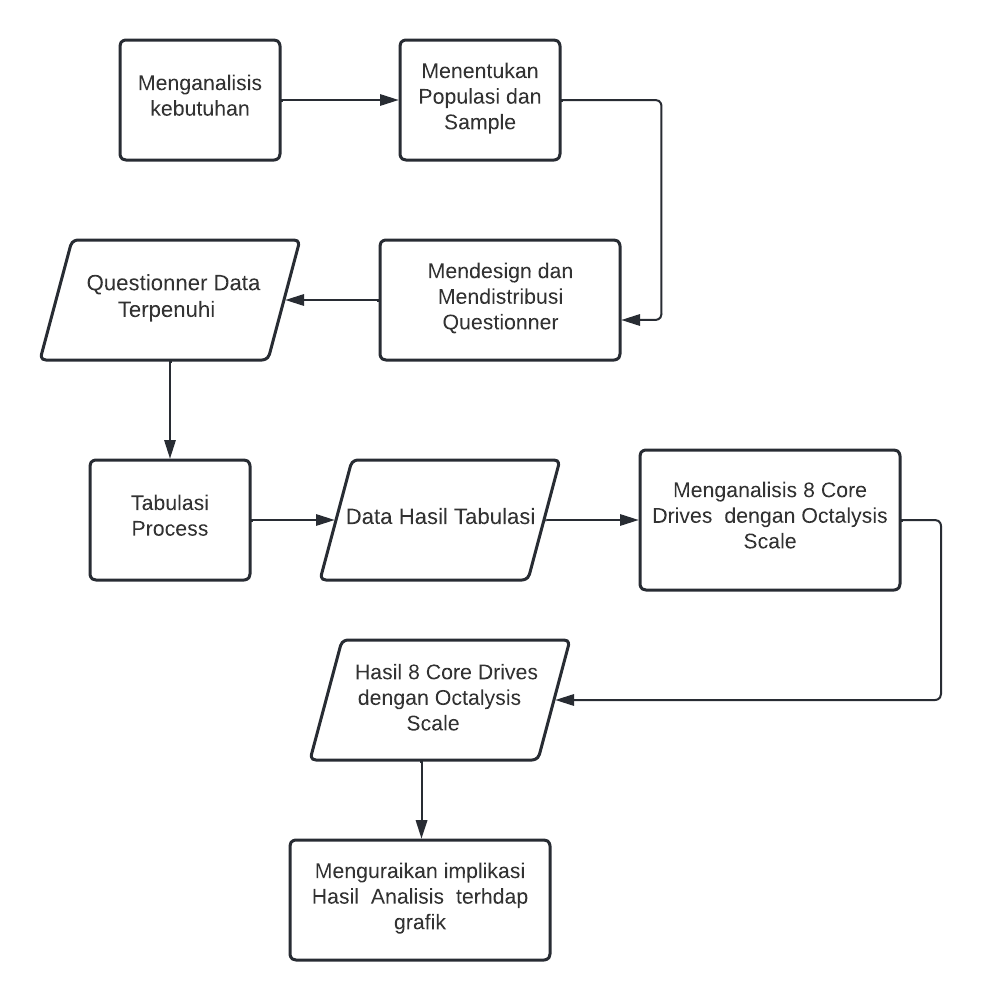 Menganalisis
kebutuhan
Menentukan
Populasi dan
Sample
Mendesign dan
Mendistribusi
Questionner
Questionner Data
Terpenuhi
Tabulasi
Process
Data Hasil Tabulasi
Menganalisis 8 Core
Drives dengan Octalysis
Scale
Hasil 8 Core Drives
dengan Octalysis
Scale
Menguraikan implikasi
Hasil Analisis terhdap
grafik